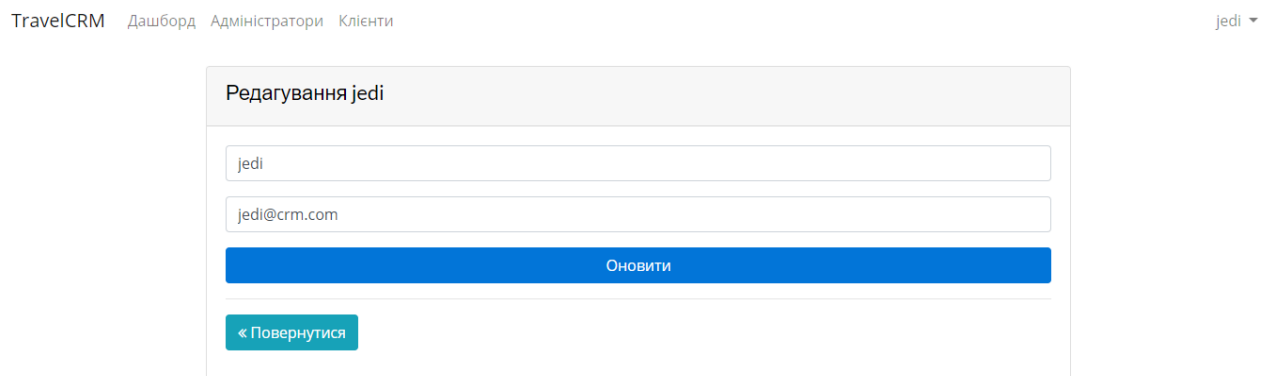 TravelCRM Дашборд Адміністратори Клієнти jedi
Редагування jedi
jedi
jedi@crm.com
Оновити
« Повернутися